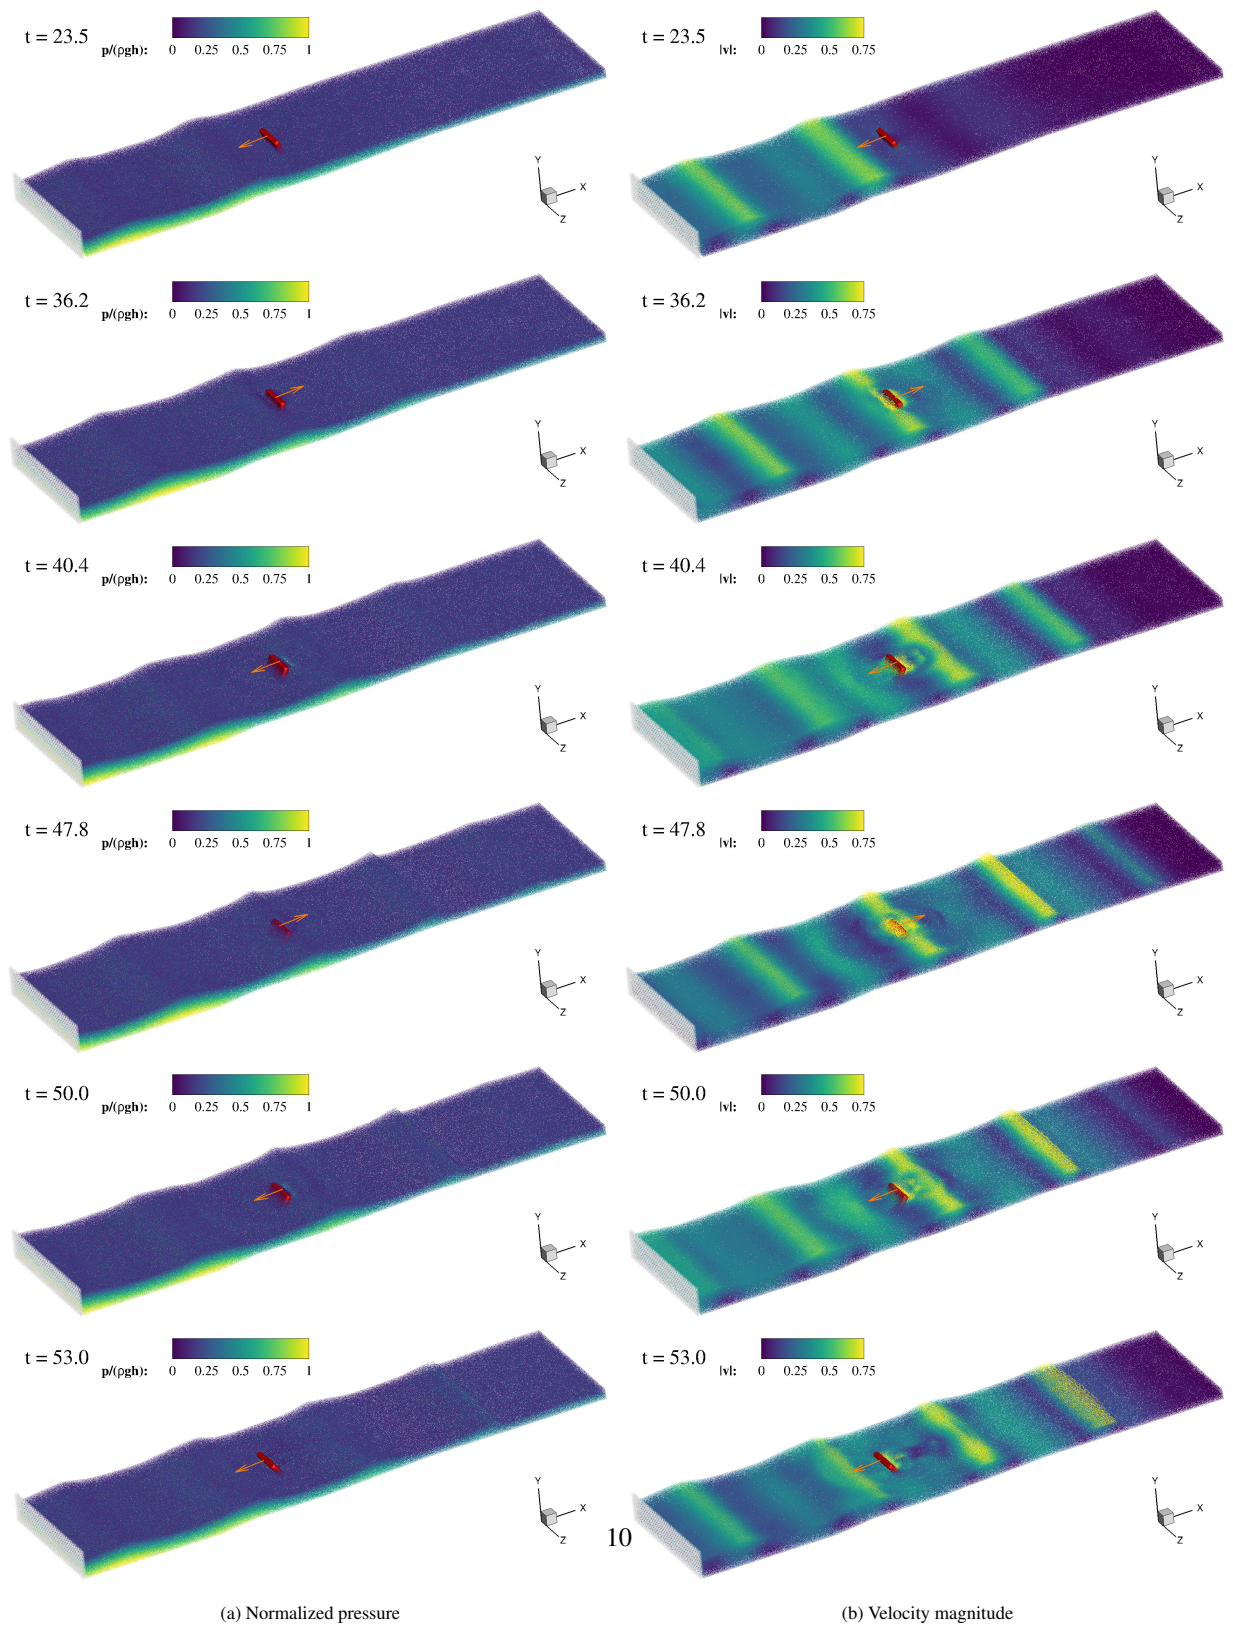 t = 23.5 p/(ρgh): 0 0.25 0.5 0.75 1
Y
X
Z
t = 23.5 |v|: 0 0.25 0.5 0.75
Y
X
Z
t = 36.2 p/(ρgh): 0 0.25 0.5 0.75 1
Y
X
Z
t = 36.2 |v|: 0 0.25 0.5 0.75
Y
X
Z
t = 40.4 p/(ρgh): 0 0.25 0.5 0.75 1
Y
X
Z
t = 40.4 |v|: 0 0.25 0.5 0.75
Y
X
Z
t = 47.8 p/(ρgh): 0 0.25 0.5 0.75 1
Y
X
Z
t = 47.8 |v|: 0 0.25 0.5 0.75
Y
X
Z
t = 50.0 p/(ρgh): 0 0.25 0.5 0.75 1
Y
X
Z
t = 50.0 |v|: 0 0.25 0.5 0.75
Y
X
Z
t = 53.0 p/(ρgh): 0 0.25 0.5 0.75 1
Y
X
Z
t = 53.0 |v|: 0 0.25 0.5 0.75
Y
X
Z
10
(a) Normalized pressure
(b) Velocity magnitude